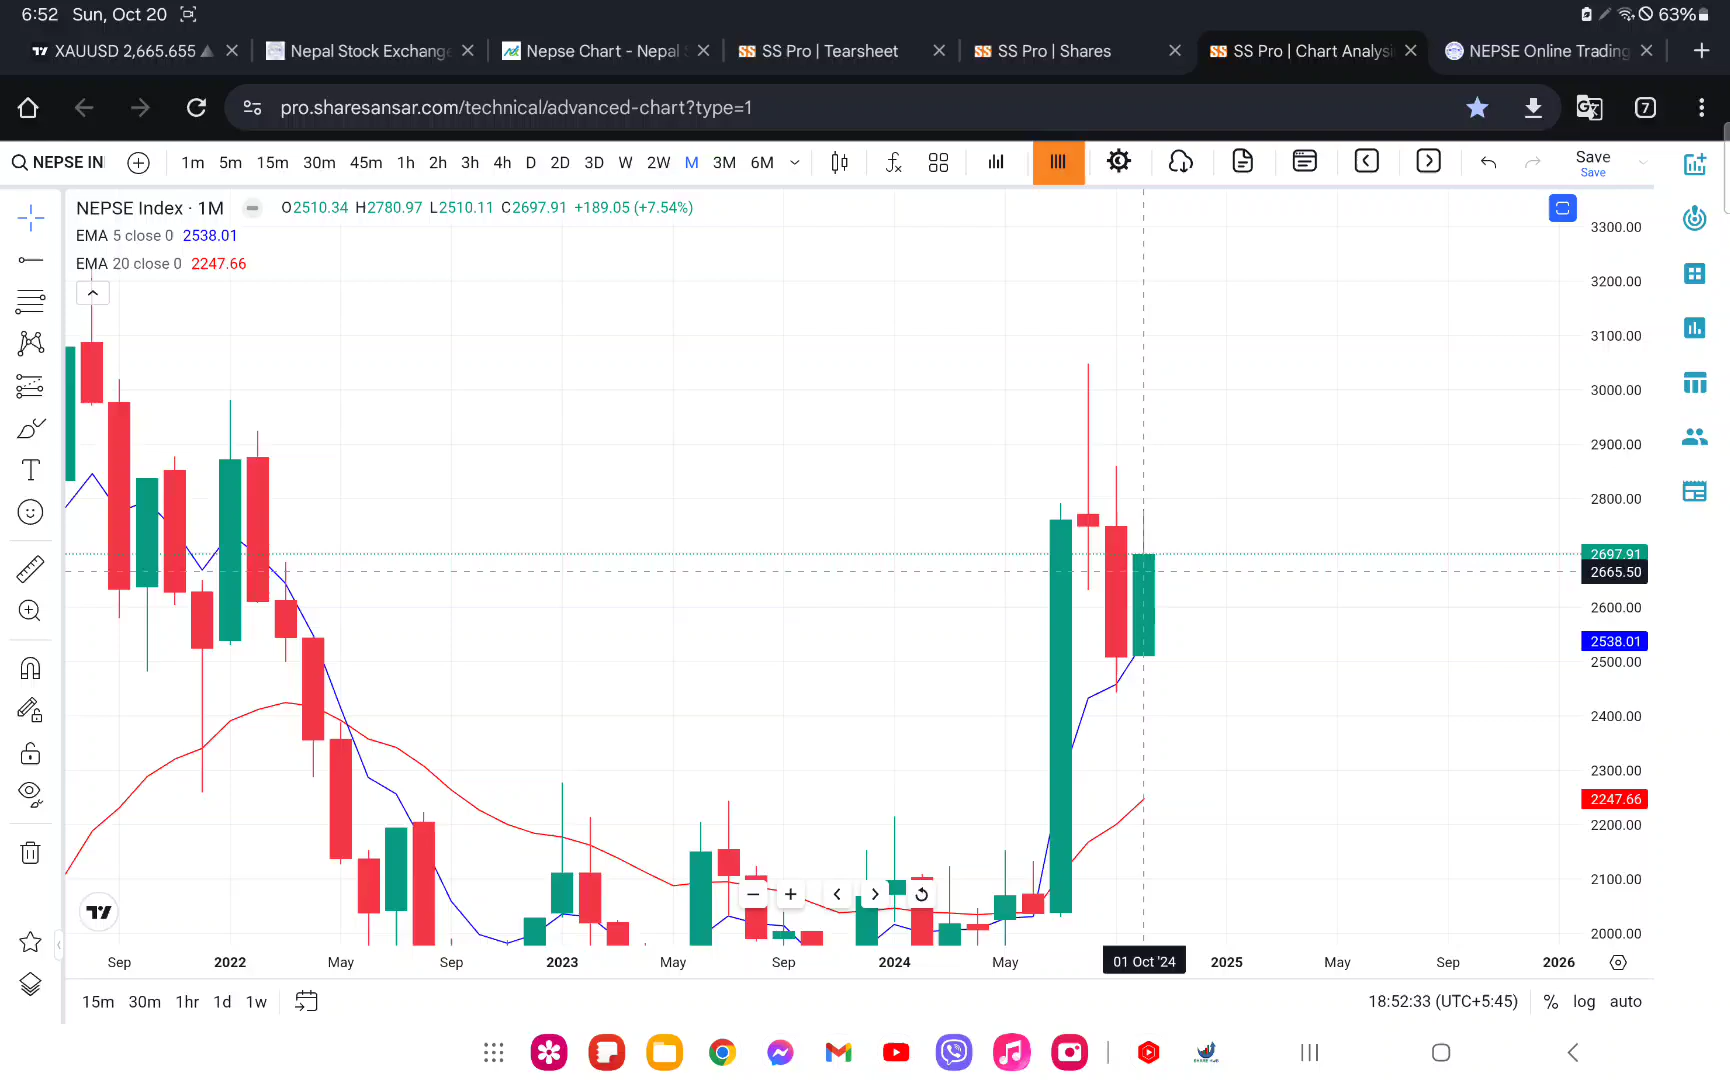 6:52 Sun, Oct 20
63%
XAUUSD 2,665.655
Nepal Stock Exchange
Nepse Chart - Nepal
SS Pro | Tearsheet
SS Pro | Shares
SS Pro | Chart Analysi
NEPSE Online Trading
pro.sharesansar.com/technical/advanced-chart?type=1
7
NEPSE IN
1m 5m 15m 30m 45m 1h 2h 3h 4h D 2D 3D W 2W M 3M 6M
Save
Save
NEPSE Index · 1M
O2510.34 H2780.97 L2510.11 C2697.91 +189.05 (+7.54%)
EMA 5 close 0 2538.01
EMA 20 close 0 2247.66
3300.00
3200.00
3100.00
3000.00
2900.00
2800.00
2697.91
2665.50
2600.00
2538.01
2500.00
2400.00
2300.00
2247.66
2200.00
2100.00
2000.00
Sep 2022 May Sep 2023 May Sep 2024 May 01 Oct '24 2025 May Sep 2026
15m 30m 1hr 1d 1w
18:52:33 (UTC+5:45) % log auto